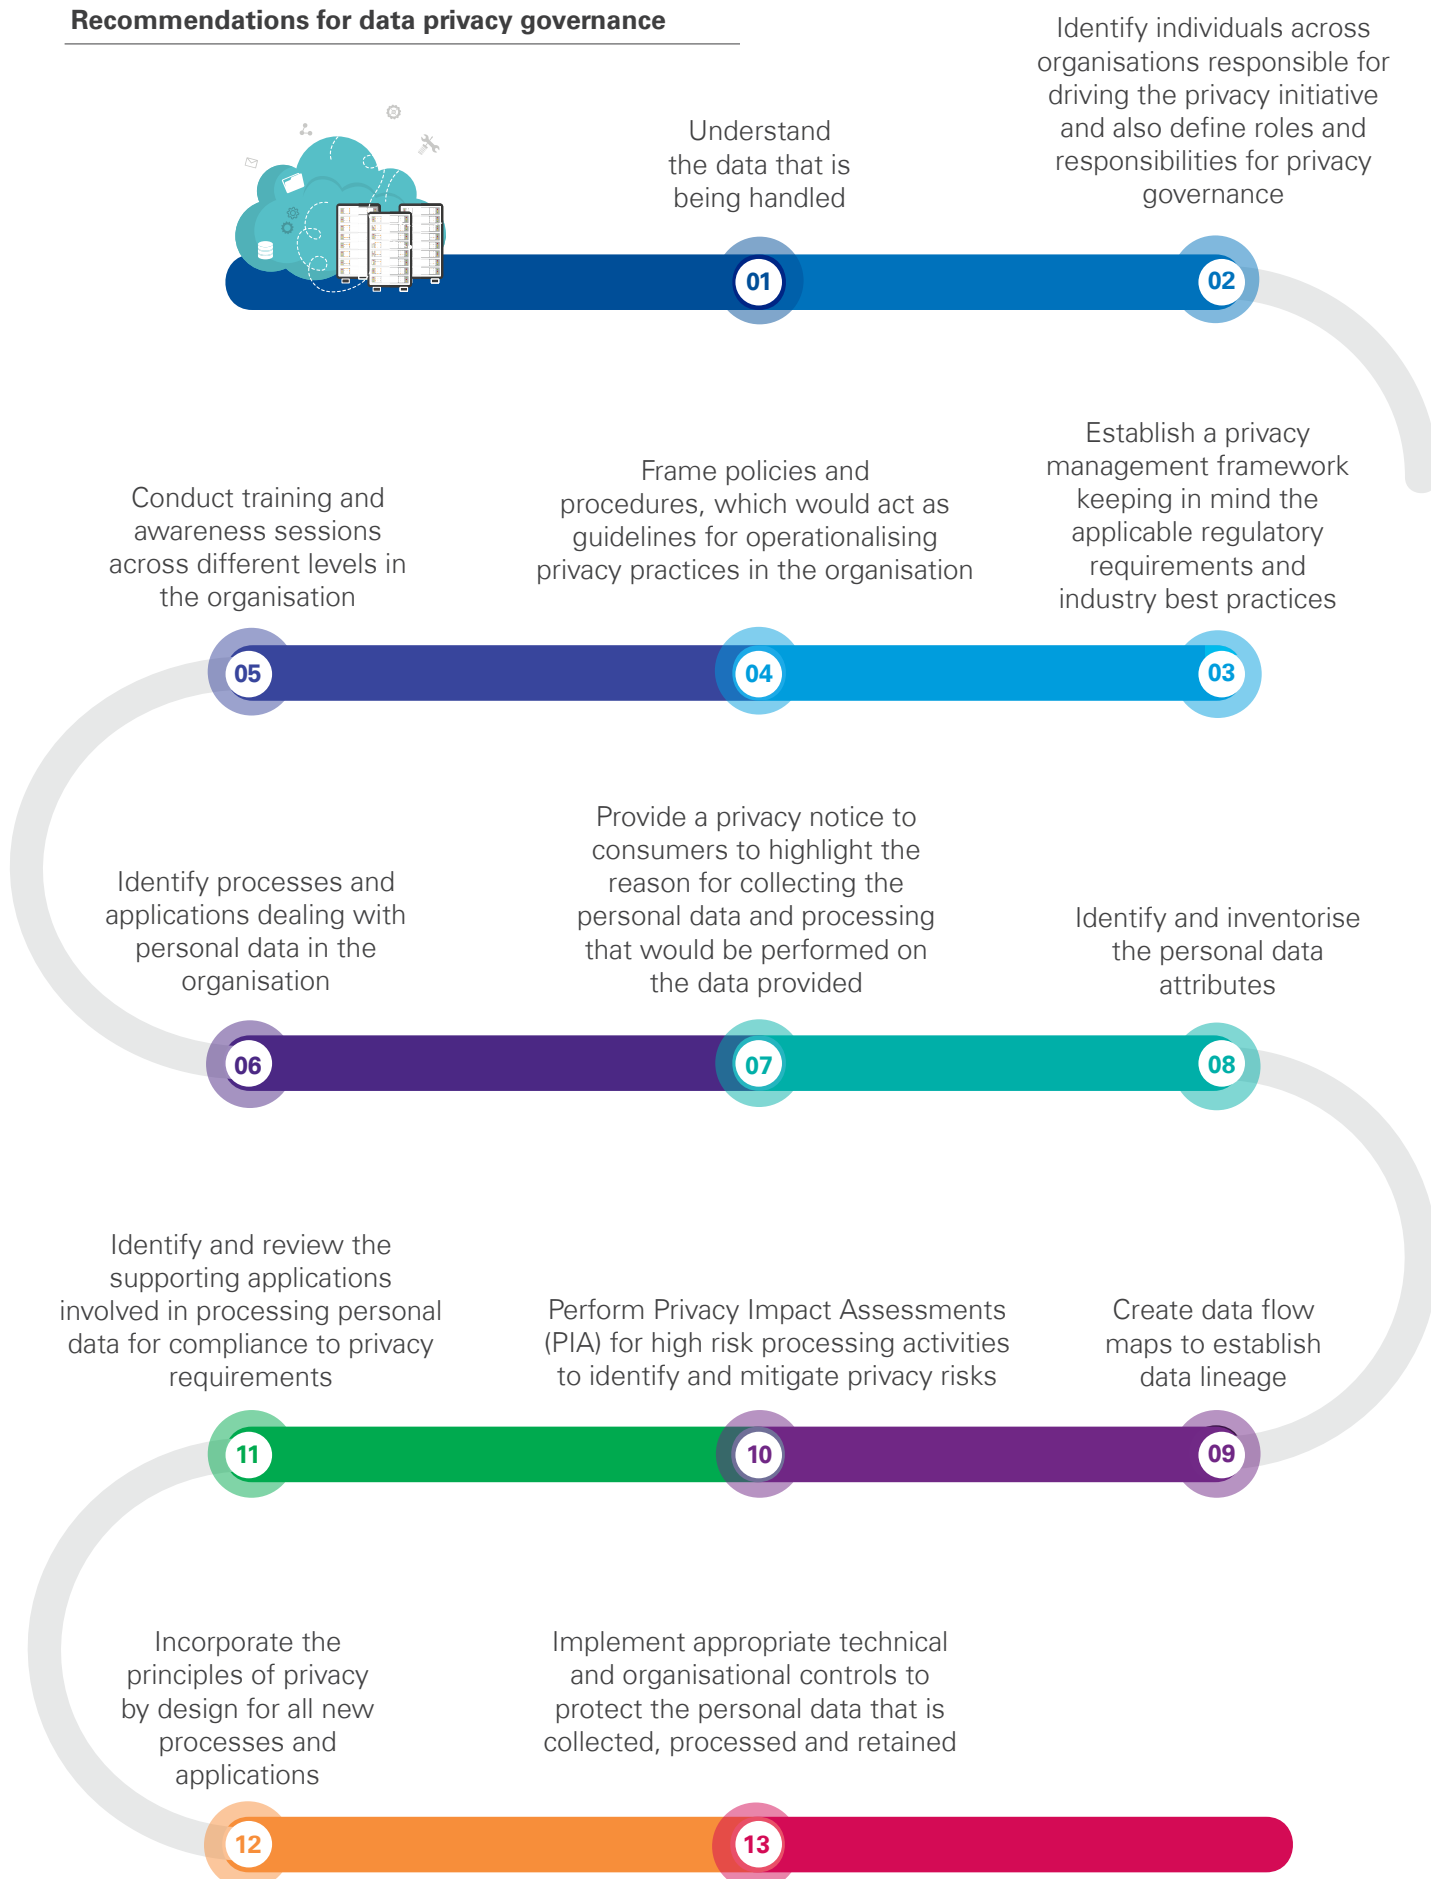 Recommendations for data privacy governance
Understand
the data that is
being handled
01
Identify individuals across
organisations responsible for
driving the privacy initiative
and also define roles and
responsibilities for privacy
governance
02
Establish a privacy
management framework
keeping in mind the
applicable regulatory
requirements and
industry best practices
03
Frame policies and
procedures, which would act as
guidelines for operationalising
privacy practices in the organisation
04
Conduct training and
awareness sessions
across different levels in
the organisation
05
Identify processes and
applications dealing with
personal data in the
organisation
06
Provide a privacy notice to
consumers to highlight the
reason for collecting the
personal data and processing
that would be performed on
the data provided
07
Identify and inventorise
the personal data
attributes
08
Create data flow
maps to establish
data lineage
09
Perform Privacy Impact Assessments
(PIA) for high risk processing activities
to identify and mitigate privacy risks
10
Identify and review the
supporting applications
involved in processing personal
data for compliance to privacy
requirements
11
Incorporate the
principles of privacy
by design for all new
processes and
applications
12
Implement appropriate technical
and organisational controls to
protect the personal data that is
collected, processed and retained
13